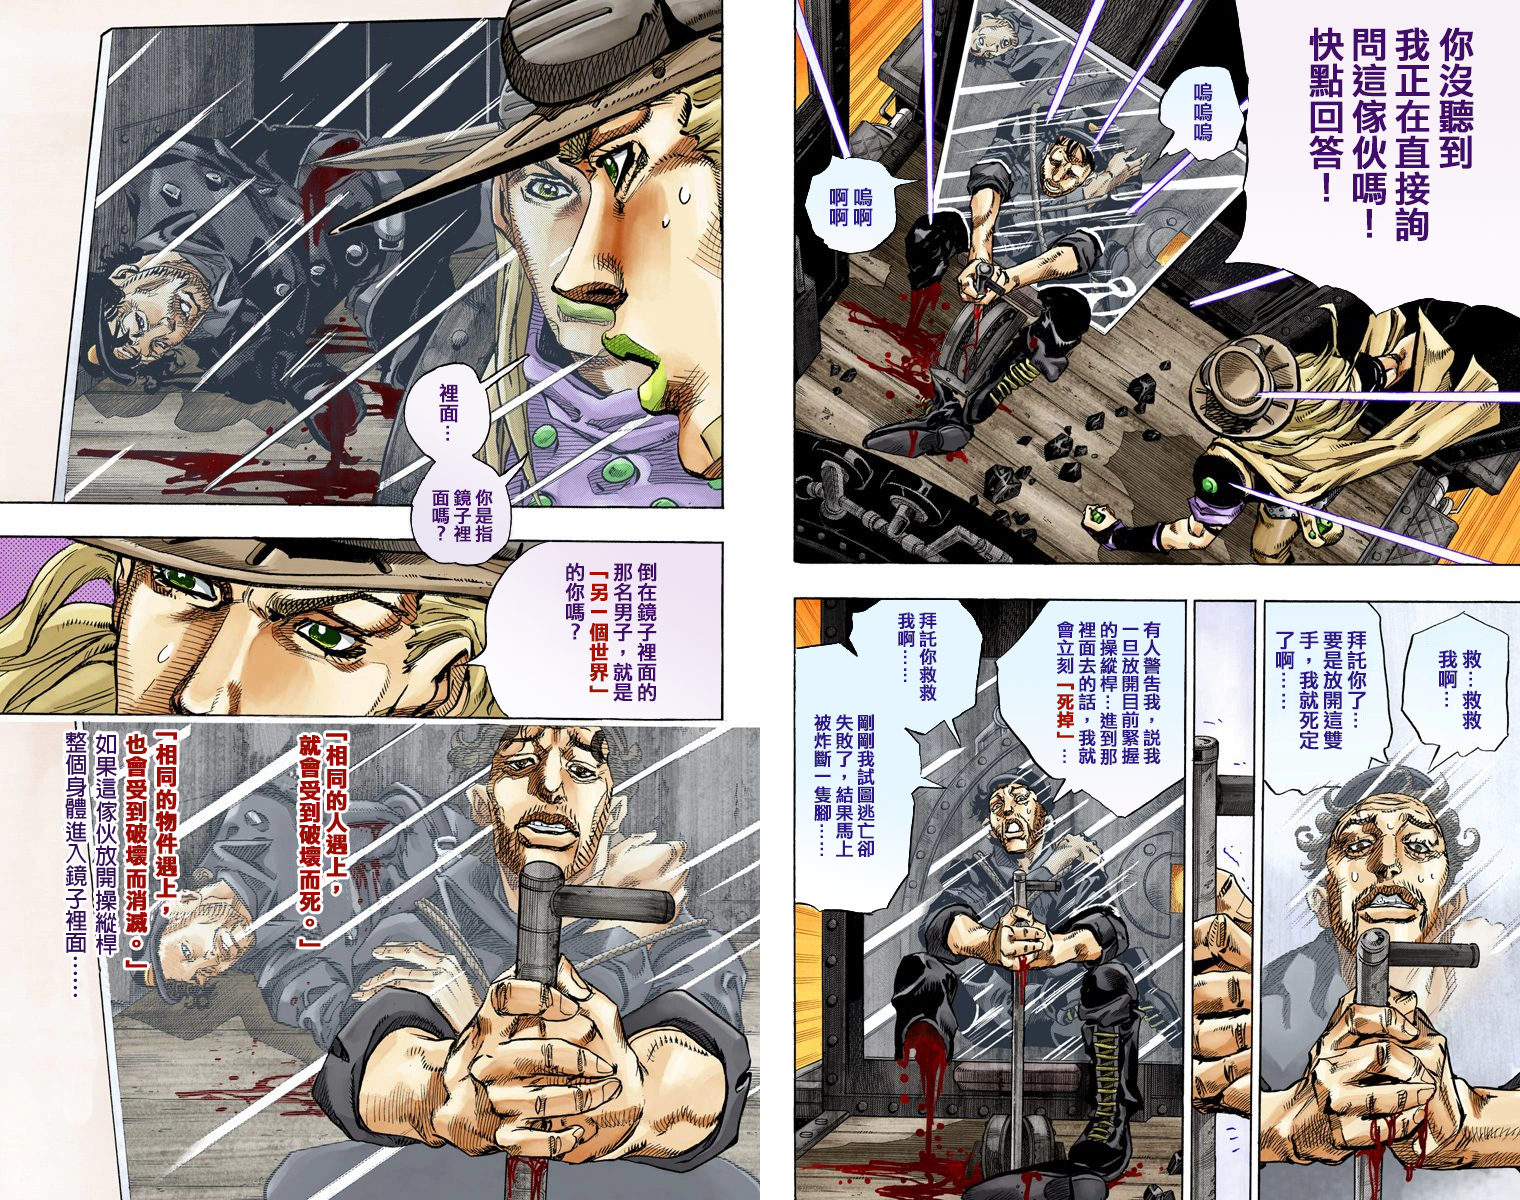 你沒聽到
我正在直接詢
問這傢伙嗎！
快點回答！
嗚嗚嗚
嗚啊
啊啊
救…救救
我啊…
拜託你了…
要是放開這雙
手，我就死定
了啊……
有人警告我，說我
一旦放開目前緊握
的操縱桿…進到那
裡面去的話，我就
會立刻「死掉」…
拜託你救救
我啊……
剛剛我試圖逃亡卻
失敗了，結果馬上
被炸斷一隻腳……
裡面…
你是指
鏡子裡
面嗎？
倒在鏡子裡面的
那名男子，就是
「另一個世界」
的你嗎？
「相同的人遇上，
就會受到破壞而死。」
「相同的物件遇上，
也會受到破壞而消滅。」
如果這傢伙放開操縱桿
整個身體進入鏡子裡面……